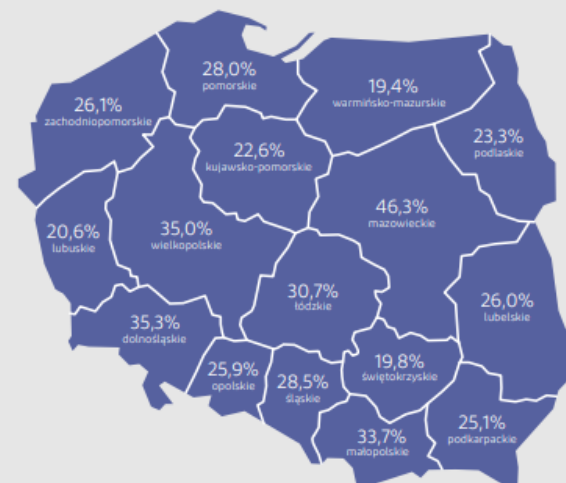 28,0%
pomorskie
19,4%
warmińsko-mazurskie
26,1%
zachodniopomorskie
23,3%
podlaskie
22,6%
kujawsko-pomorskie
46,3%
mazowieckie
20,6%
lubuskie
35,0%
wielkopolskie
30,7%
łódzkie
26,0%
lubelskie
35,3%
dolnośląskie
25,9%
opolskie
28,5%
śląskie
19,8%
świętokrzyskie
33,7%
małopolskie
25,1%
podkarpackie